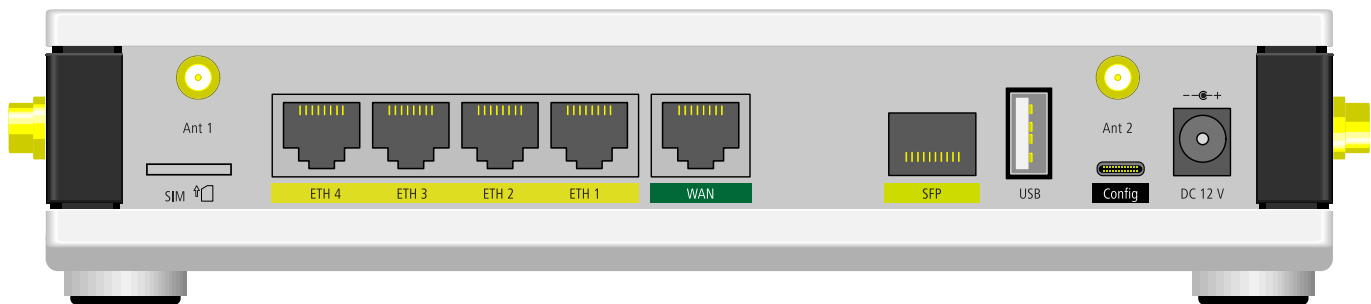 Ant 1
SIM
ETH 4
ETH 3
ETH 2
ETH 1
WAN
SFP
USB
Ant 2
Config
DC 12 V